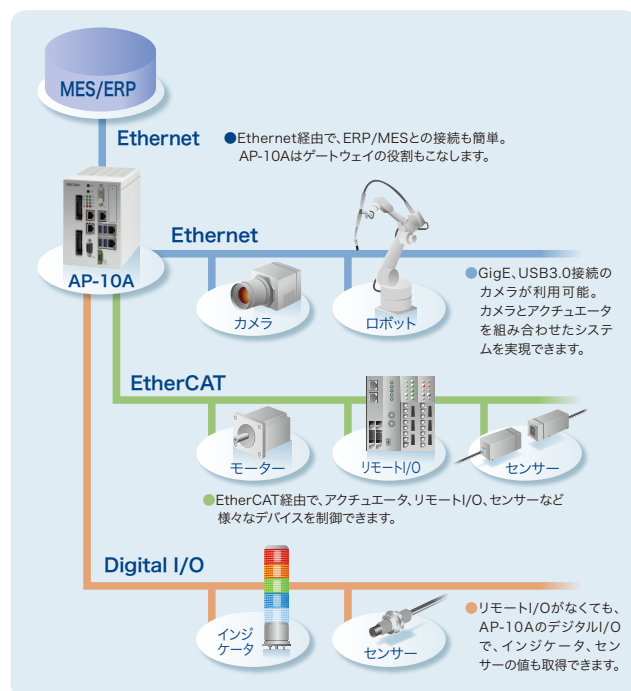 MES/ERP
Ethernet
●Ethernet経由で、ERP/MESとの接続も簡単。
AP-10Aはゲートウェイの役割もこなします。
Ethernet
AP-10A
カメラ
ロボット
●GigE、USB3.0接続の
カメラが利用可能。
カメラとアクチュエータ
を組み合わせたシステ
ムを実現できます。
EtherCAT
モーター
リモートI/O
センサー
●EtherCAT経由で、アクチュエータ、リモートI/O、センサーなど
様々なデバイスを制御できます。
Digital I/O
インジ
ケータ
センサー
●リモートI/Oがなくても、
AP-10AのデジタルI/O
で、インジケータ、セン
サーの値も取得できます。